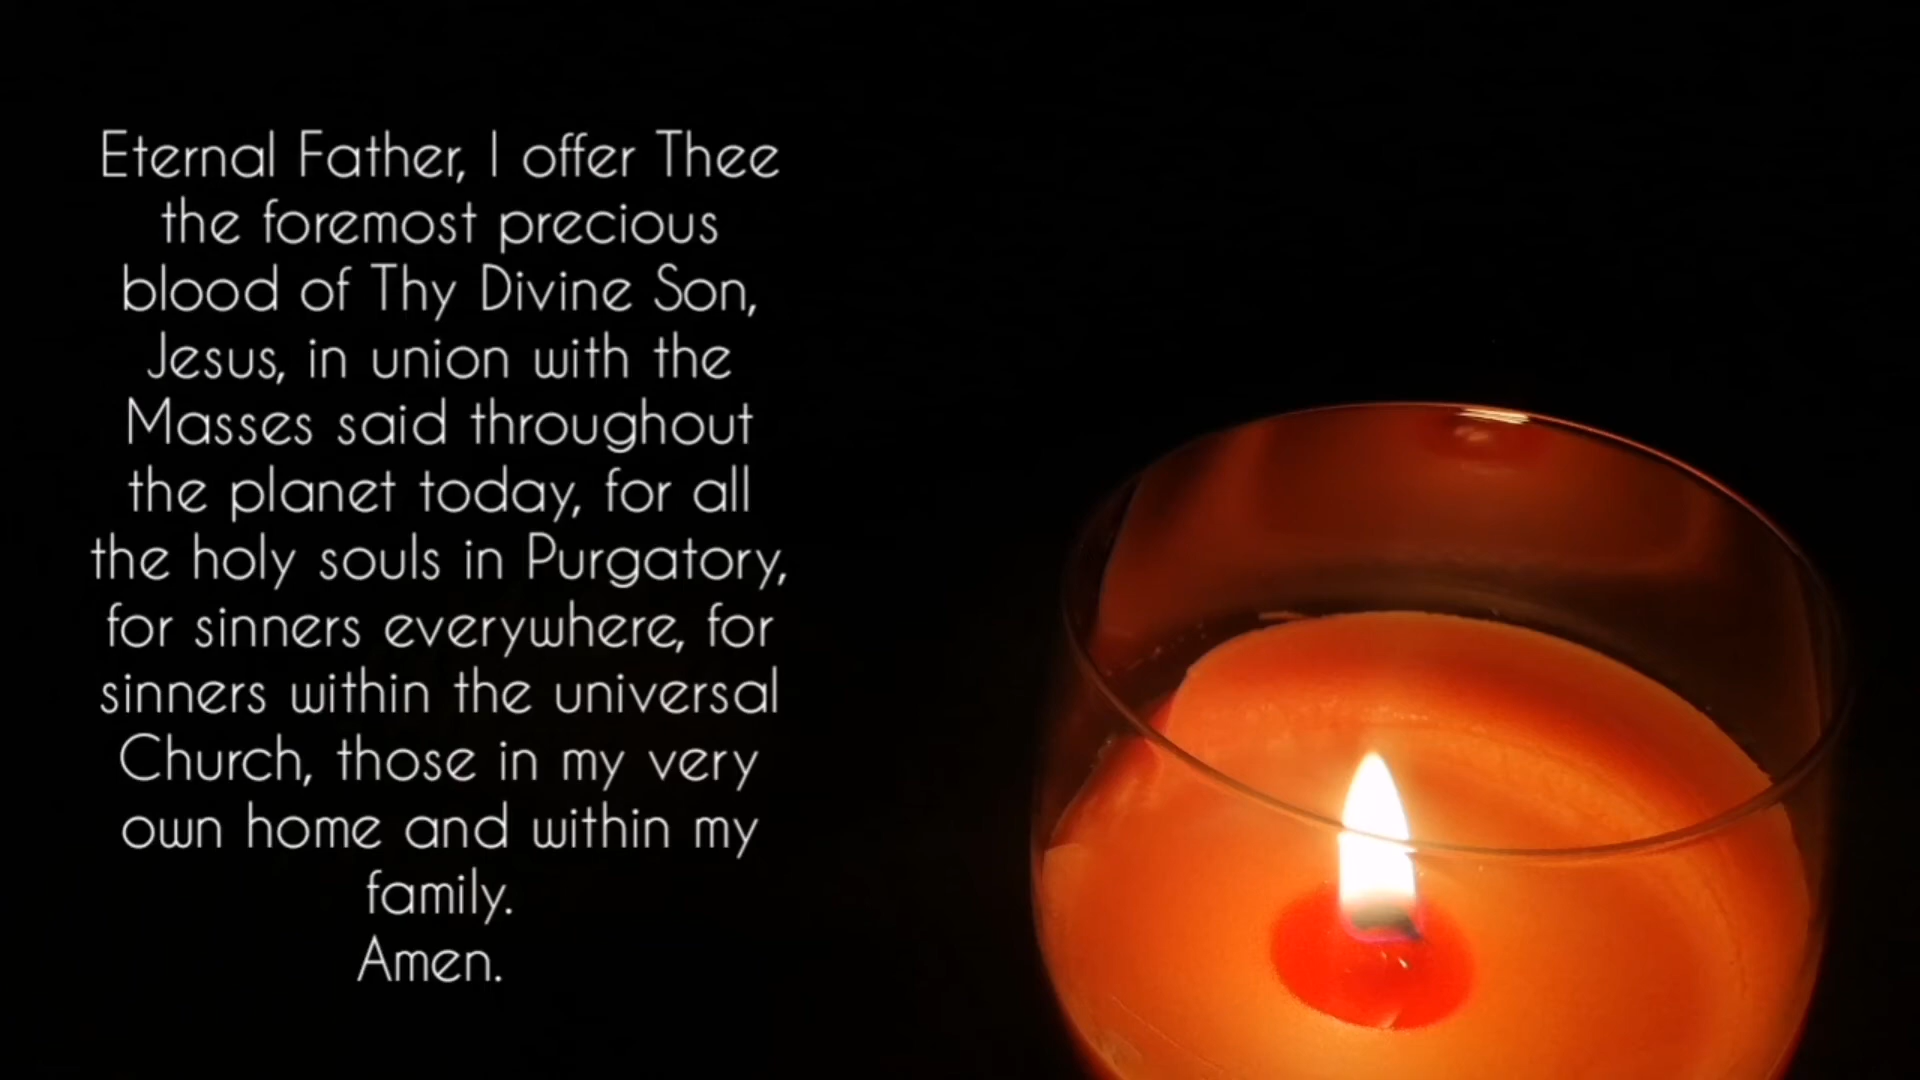 Eternal Father, I offer Thee
the foremost precious
blood of Thy Divine Son,
Jesus, in union with the
Masses said throughout
the planet today, for all
the holy souls in Purgatory,
for sinners everywhere, for
sinners within the universal
Church, those in my very
own home and within my
family.
Amen.